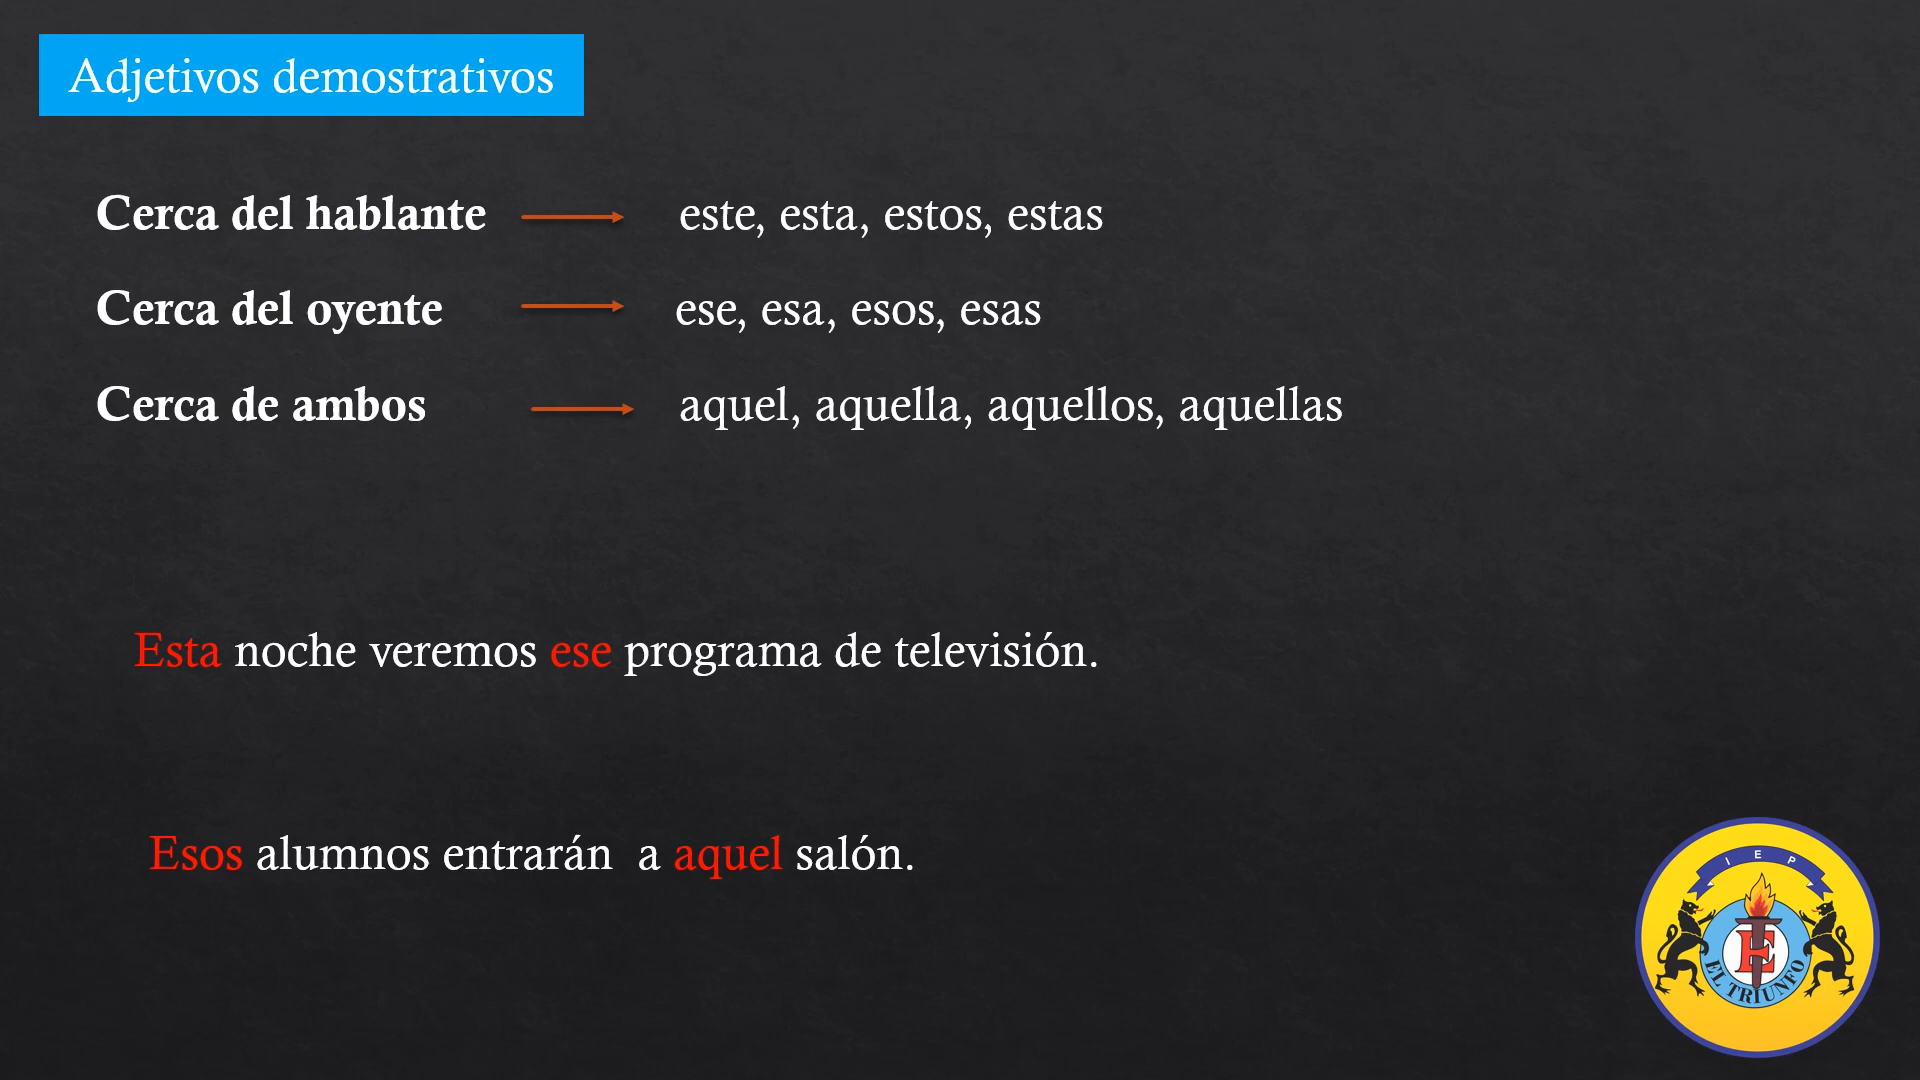 Adjetivos demostrativos
Cerca del hablante este, esta, estos, estas
Cerca del oyente ese, esa, esos, esas
Cerca de ambos aquel, aquella, aquellos, aquellas
Esta noche veremos ese programa de televisión.
Esos alumnos entrarán  a aquel salón.
I E P
E
EL TRIUNFO